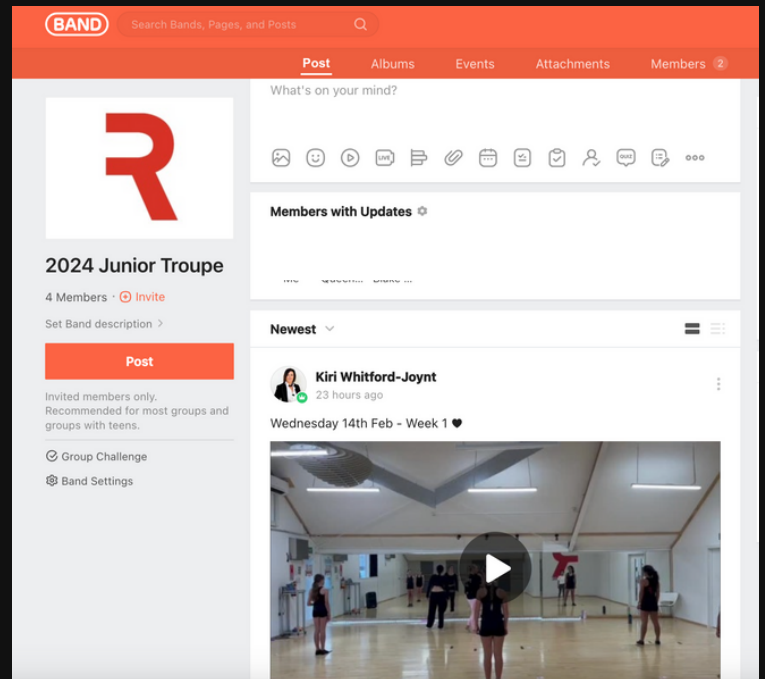 BAND
Search Bands, Pages, and Posts
Post
Albums
Events
Attachments
Members 2
What's on your mind?
LIVE
QUIZ
Members with Updates
R
2024 Junior Troupe
4 Members · Invite
Set Band description >
Post
Invited members only.
Recommended for most groups and
groups with teens.
Group Challenge
Band Settings
Newest
Kiri Whitford-Joynt
23 hours ago
Wednesday 14th Feb - Week 1 ♥